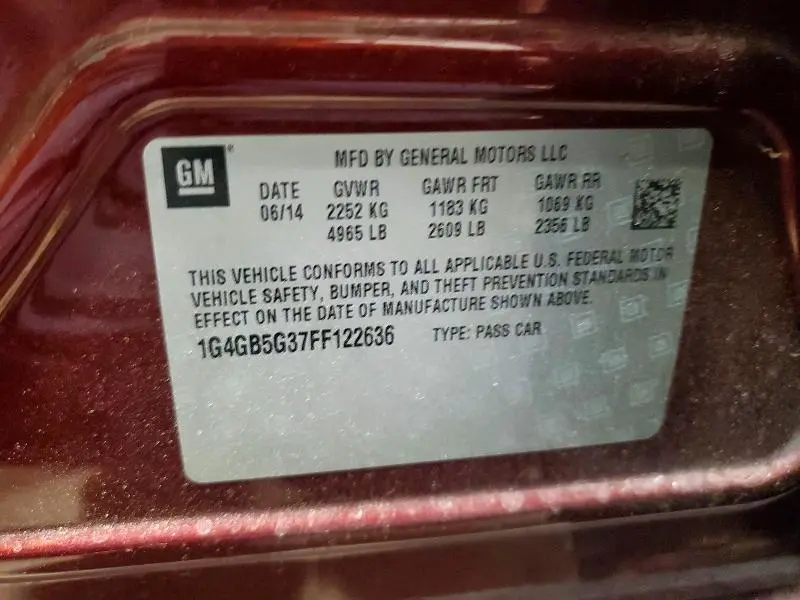 GM
MFD BY GENERAL MOTORS LLC
DATE GVWR GAWR FRT GAWR RR
06/14 2252 KG 1183 KG 1069 KG
4965 LB 2609 LB 2356 LB
THIS VEHICLE CONFORMS TO ALL APPLICABLE U.S. FEDERAL MOTOR
VEHICLE SAFETY, BUMPER, AND THEFT PREVENTION STANDARDS IN
EFFECT ON THE DATE OF MANUFACTURE SHOWN ABOVE.
1G4GB5G37FF122636 TYPE: PASS CAR